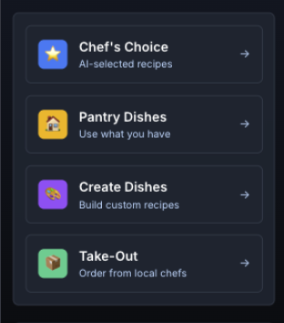 Chef's Choice
AI-selected recipes
Pantry Dishes
Use what you have
Create Dishes
Build custom recipes
Take-Out
Order from local chefs